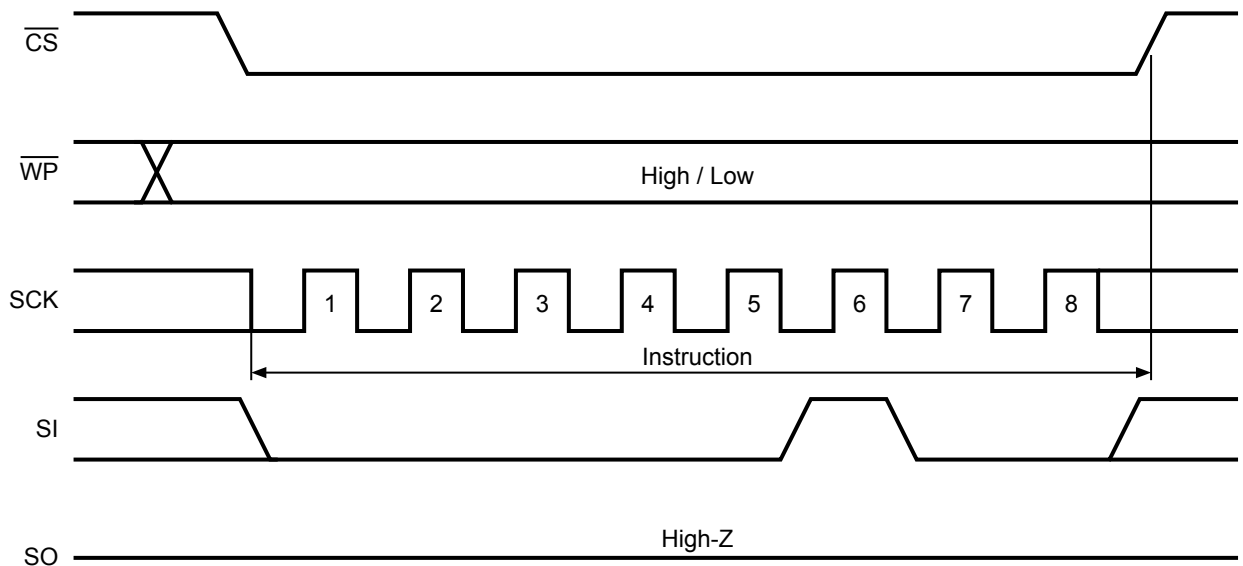 CS
WP
High / Low
SCK
1 2 3 4 5 6 7 8
Instruction
SI
High-Z
SO